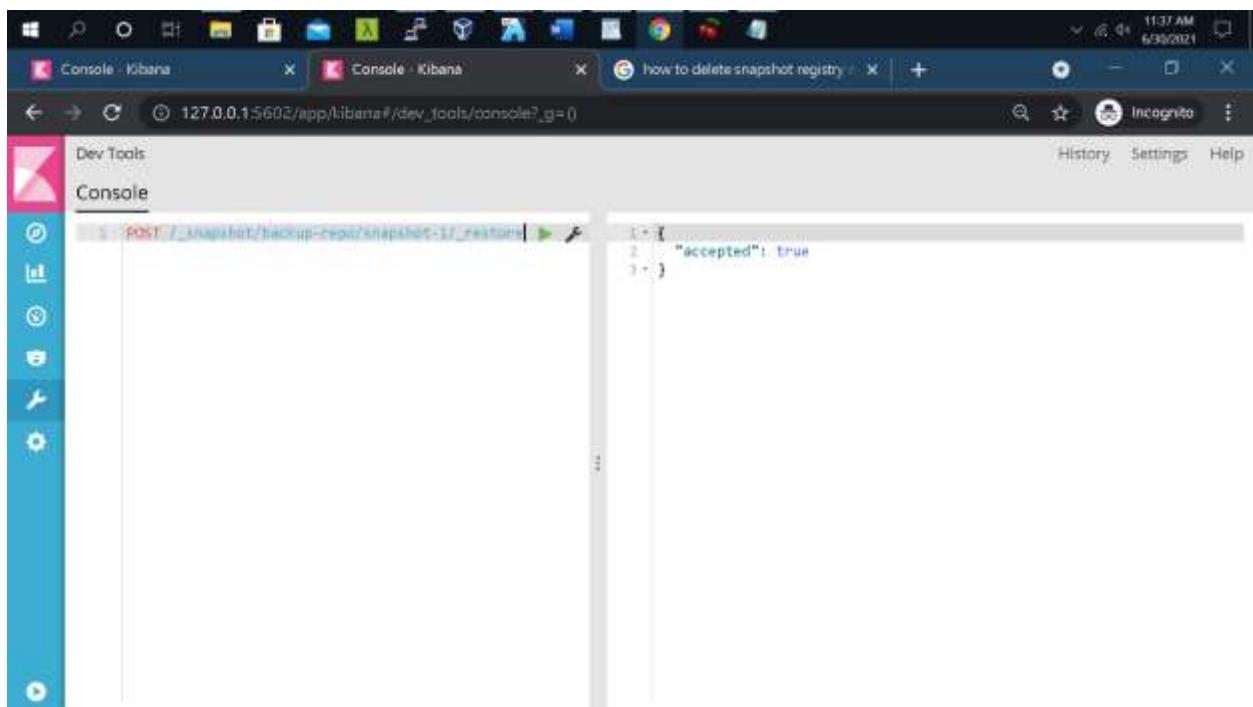 11:37 AM
6/30/2021
Console - Kibana
Console - Kibana
how to delete snapshot registry
127.0.0.1:5602/app/kibana#/dev_tools/console?_g=()
Incognito
Dev Tools
History Settings Help
Console
1 POST /_snapshot/backup-repo/snapshot-1/_restore
1 {
2 "accepted": true
3 }